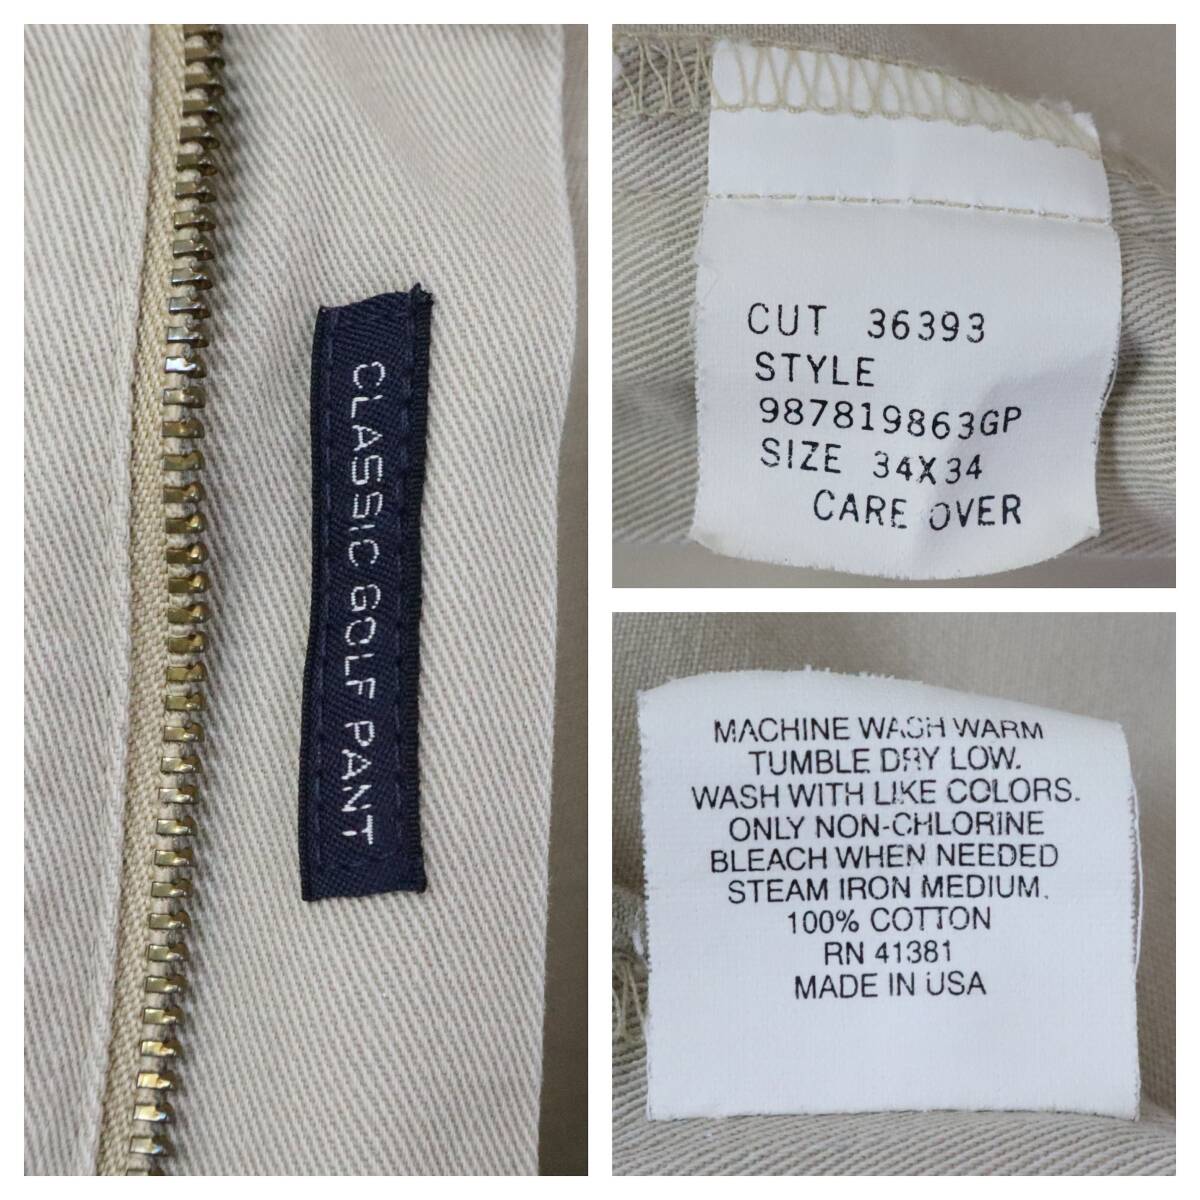 CLASSIC GOLF PANT
CUT 36393
STYLE
987819863GP
SIZE 34X34
CARE OVER
MACHINE WASH WARM
TUMBLE DRY LOW.
WASH WITH LIKE COLORS.
ONLY NON-CHLORINE
BLEACH WHEN NEEDED
STEAM IRON MEDIUM.
100% COTTON
RN 41381
MADE IN USA